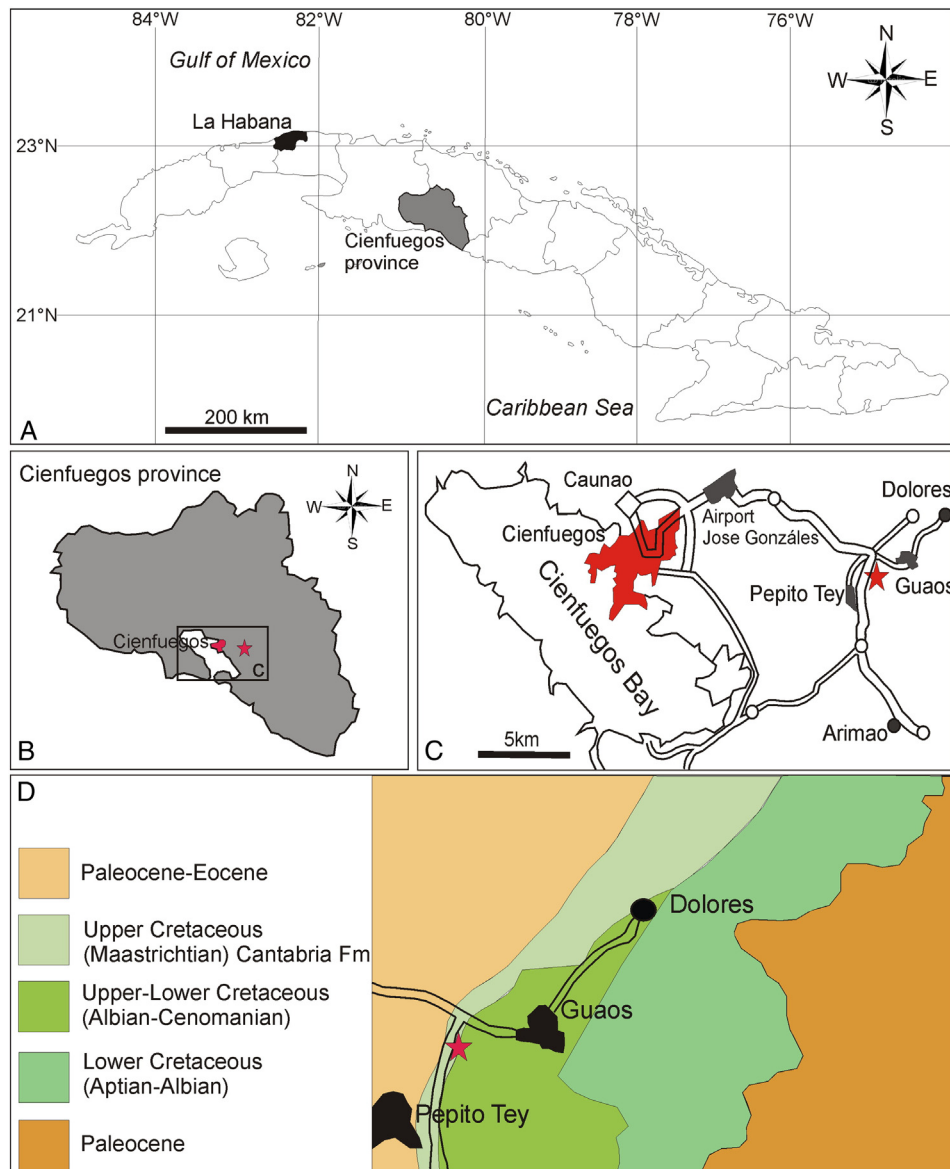 84°W 82°W 80°W 78°W 76°W
Gulf of Mexico
N
W E
S
La Habana
23°N
Cienfuegos
province
21°N
Caribbean Sea
200 km
A
Cienfuegos province
N
W E
S
Cienfuegos
C
B
Caunao
Dolores
Airport
Jose Gonzáles
Cienfuegos
Pepito Tey
Guaos
Cienfuegos Bay
Arimao
5km
C
D
Paleocene-Eocene
Upper Cretaceous
(Maastrichtian) Cantabria Fm
Upper-Lower Cretaceous
(Albian-Cenomanian)
Lower Cretaceous
(Aptian-Albian)
Paleocene
Dolores
Guaos
Pepito Tey